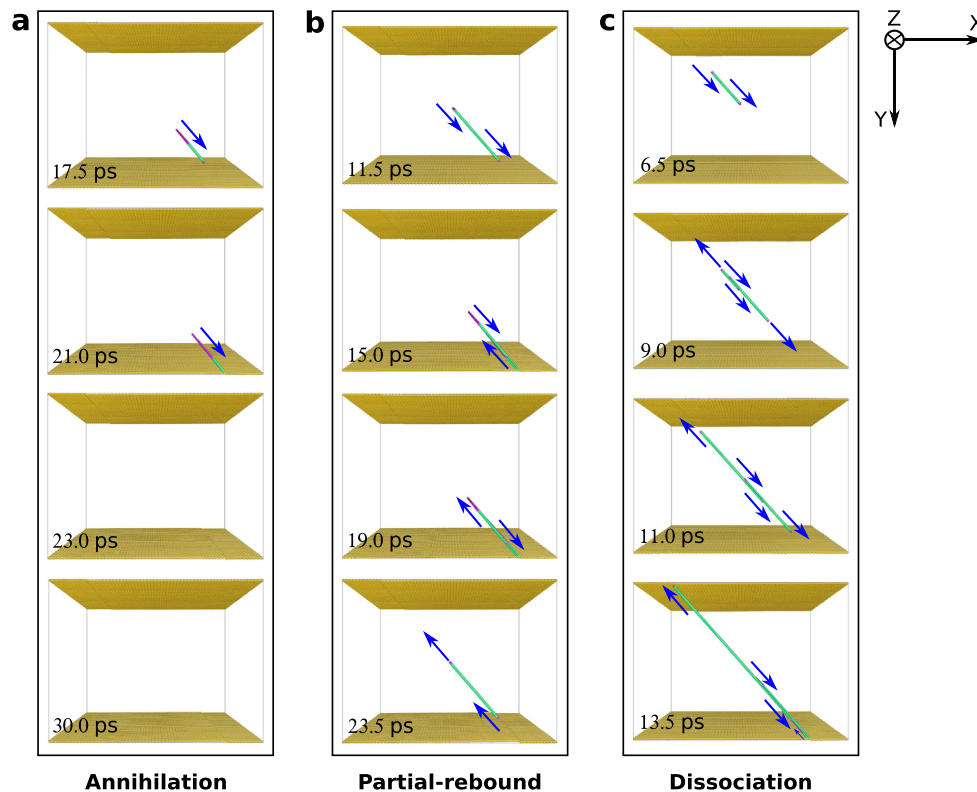 a
b
c
Z
X
Y
17.5 ps
11.5 ps
6.5 ps
21.0 ps
15.0 ps
9.0 ps
23.0 ps
19.0 ps
11.0 ps
30.0 ps
23.5 ps
13.5 ps
Annihilation
Partial-rebound
Dissociation